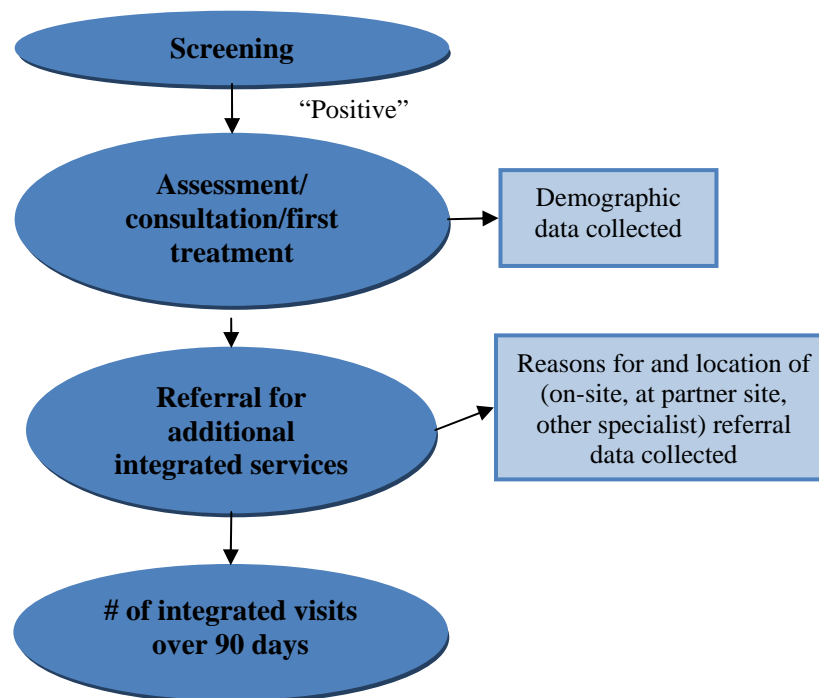 Screening
“Positive”
Assessment/
consultation/first
treatment
Demographic
data collected
Referral for
additional
integrated services
Reasons for and location of
(on-site, at partner site,
other specialist) referral
data collected
# of integrated visits
over 90 days